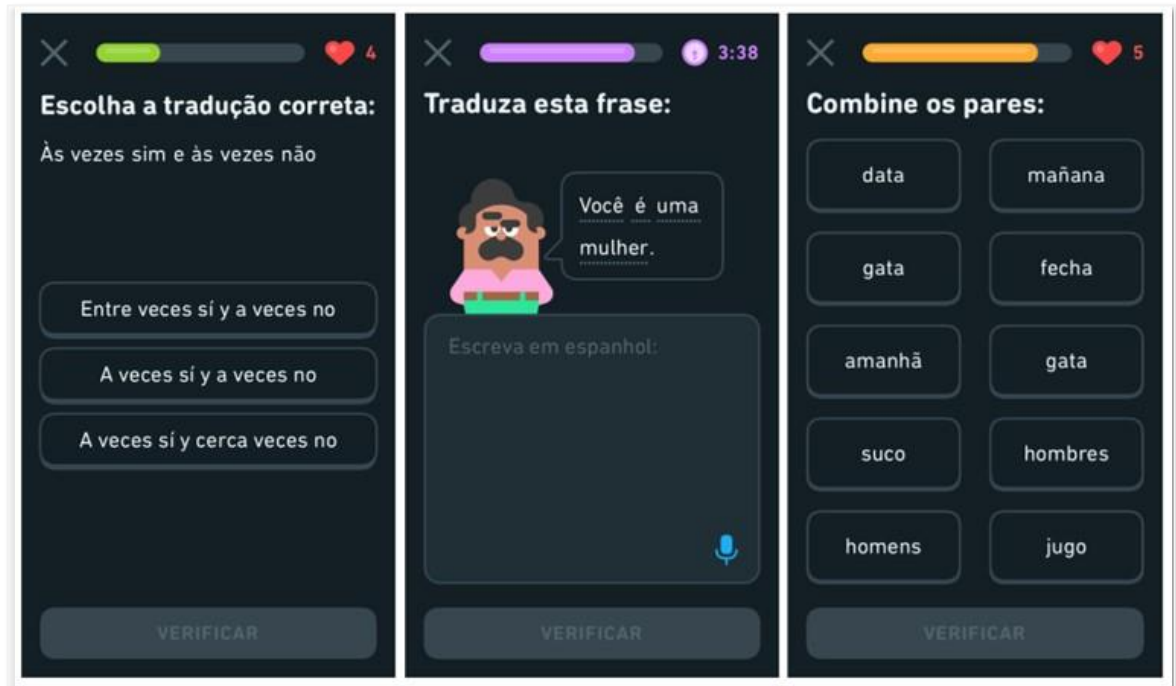 4
Escolha a tradução correta:
Às vezes sim e às vezes não
Entre veces sí y a veces no
A veces sí y a veces no
A veces sí y cerca veces no
VERIFICAR
3:38
Traduza esta frase:
Você é uma
mulher.
Escreva em espanhol:
VERIFICAR
5
Combine os pares:
data mañana
gata fecha
amanhã gata
suco hombres
homens jugo
VERIFICAR